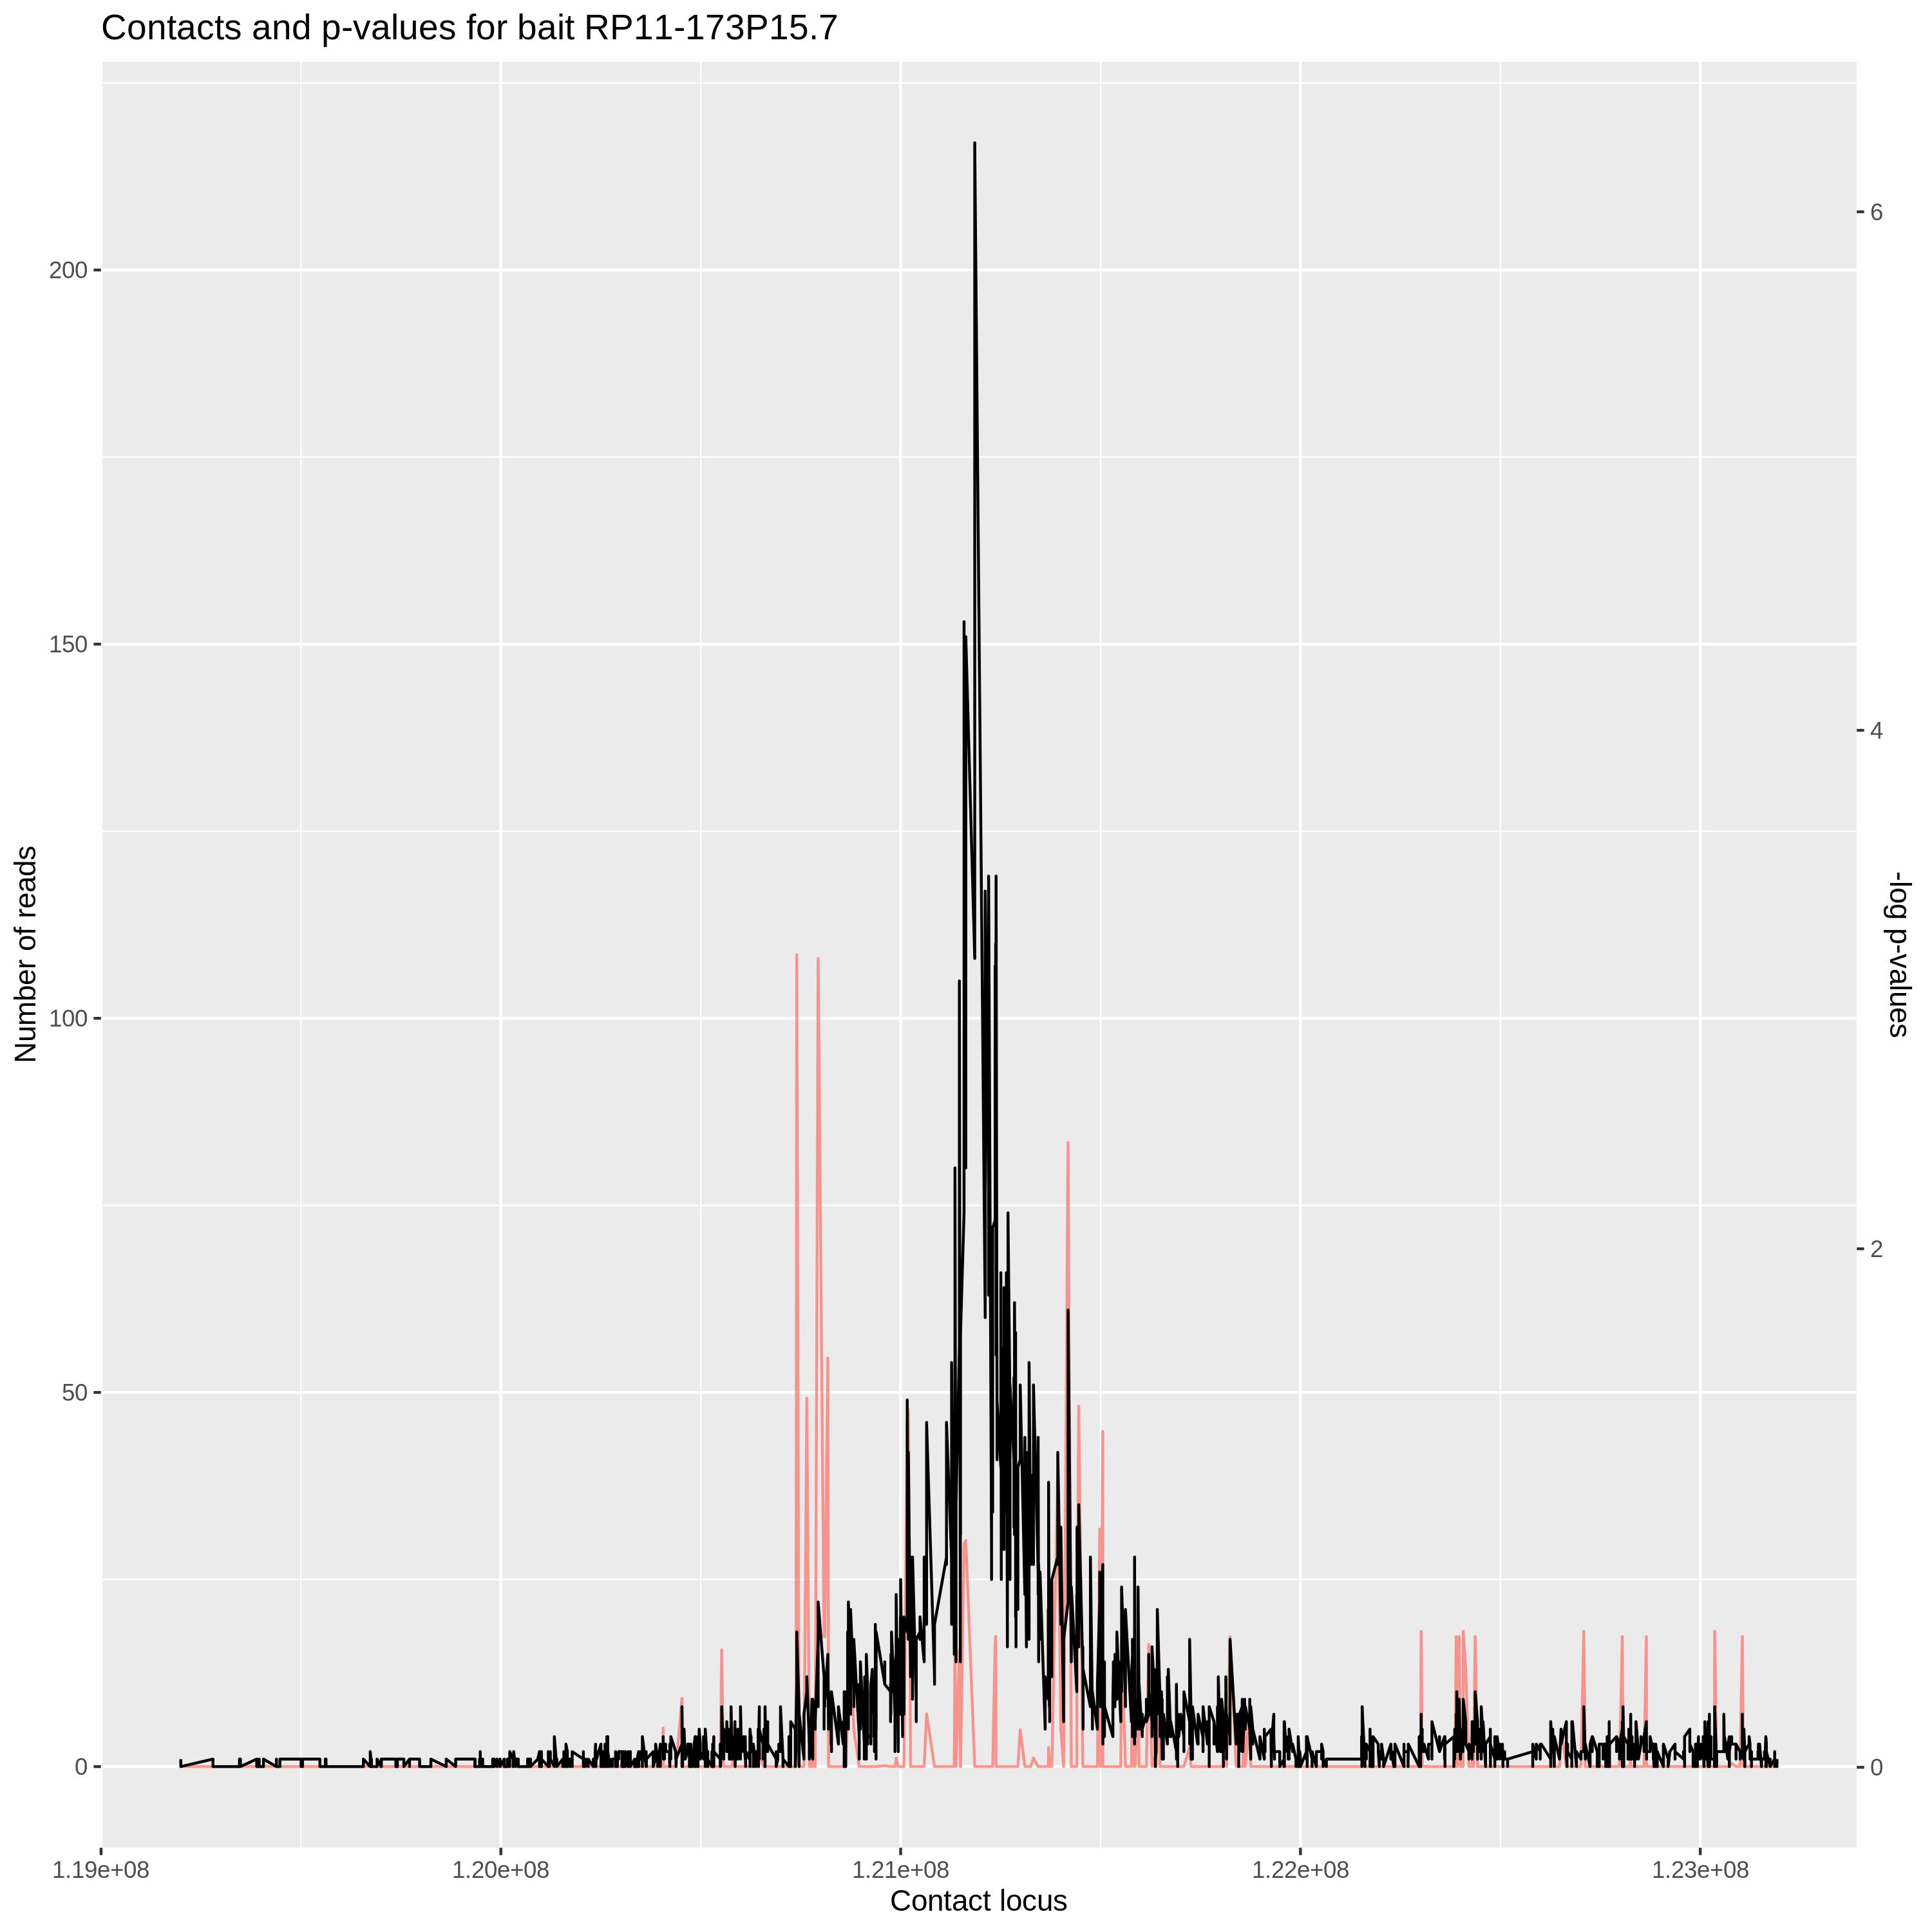 Contacts and p-values for bait RP11-173P15.7
Number of reads
200
150
100
50
0
6
4
2
0
-log p-values
1.19e+08 1.20e+08 1.21e+08 1.22e+08 1.23e+08
Contact locus